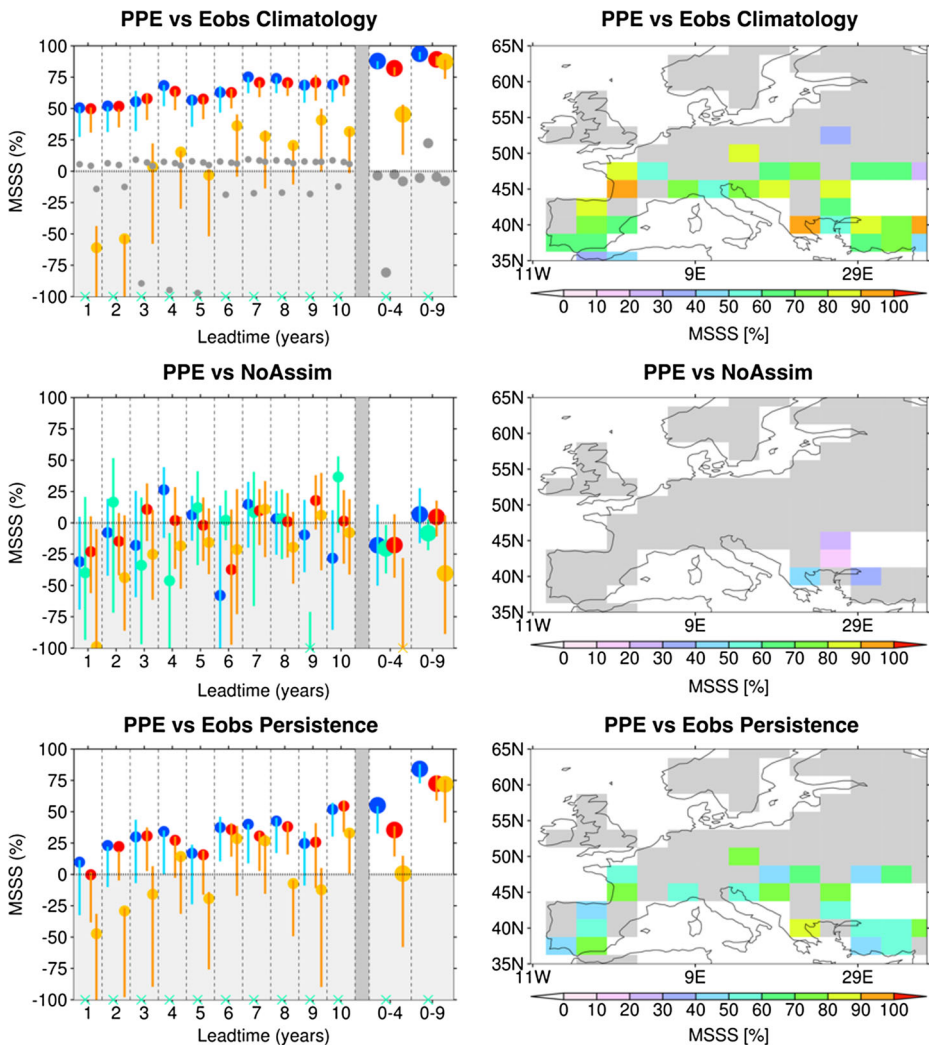 PPE vs Eobs Climatology
MSSS (%)
100
75
50
25
0
-25
-50
-75
-100
1 2 3 4 5 6 7 8 9 10 0-4 0-9
Leadtime (years)
PPE vs Eobs Climatology
65N
60N
55N
50N
45N
40N
35N
11W 9E 29E
0 10 20 30 40 50 60 70 80 90 100
MSSS [%]
PPE vs NoAssim
MSSS (%)
100
75
50
25
0
-25
-50
-75
-100
1 2 3 4 5 6 7 8 9 10 0-4 0-9
Leadtime (years)
PPE vs NoAssim
65N
60N
55N
50N
45N
40N
35N
11W 9E 29E
0 10 20 30 40 50 60 70 80 90 100
MSSS [%]
PPE vs Eobs Persistence
MSSS (%)
100
75
50
25
0
-25
-50
-75
-100
1 2 3 4 5 6 7 8 9 10 0-4 0-9
Leadtime (years)
PPE vs Eobs Persistence
65N
60N
55N
50N
45N
40N
35N
11W 9E 29E
0 10 20 30 40 50 60 70 80 90 100
MSSS [%]